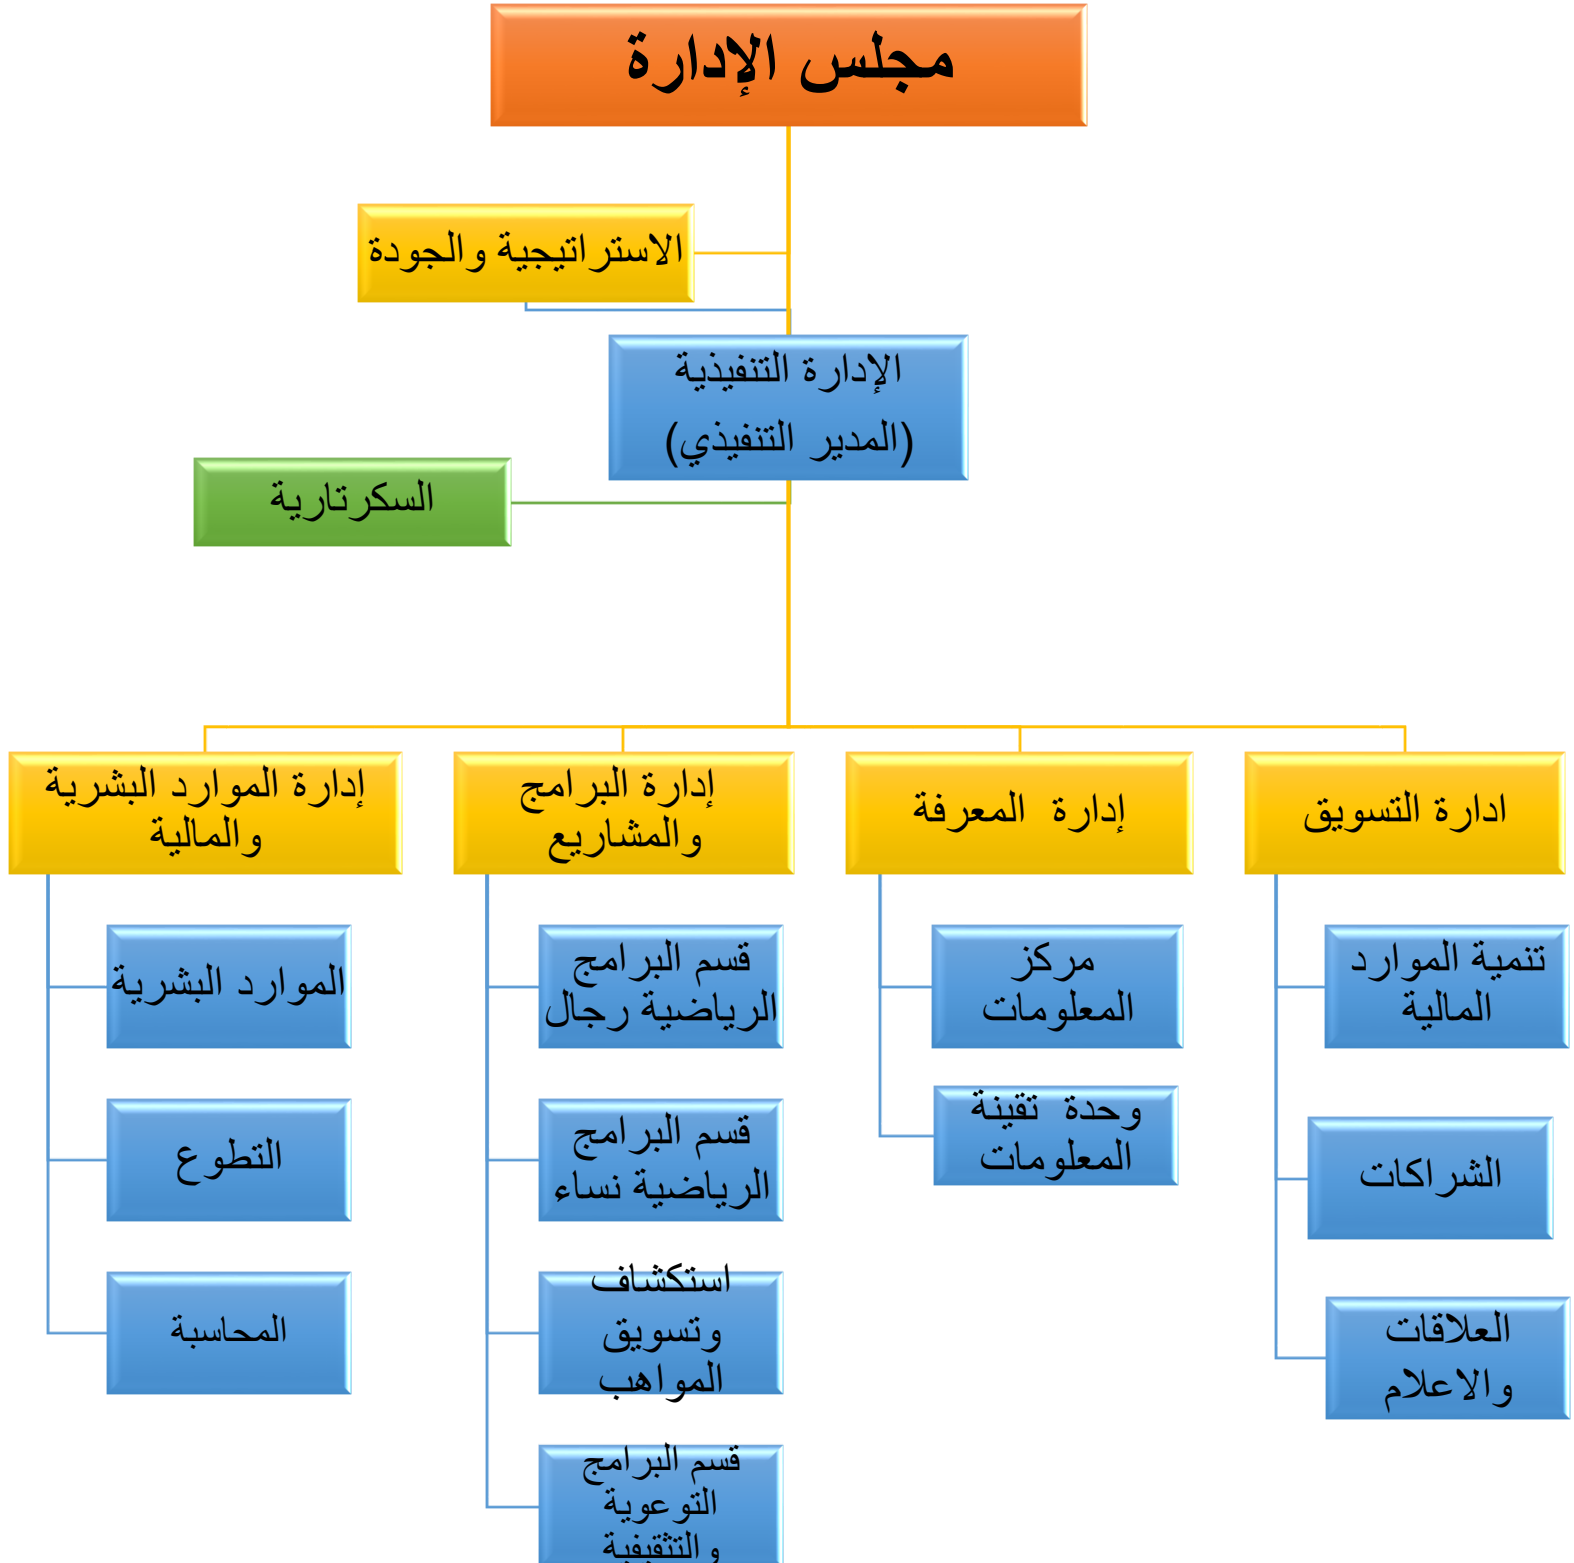 مجلس الإدارة
الاستراتيجية والجودة
الإدارة التنفيذية
(المدير التنفيذي)
السكرتارية
ادارة التسويق
إدارة المعرفة
إدارة البرامج
والمشاريع
إدارة الموارد البشرية
والمالية
تنمية الموارد
المالية
الشراكات
العلاقات
والاعلام
مركز
المعلومات
وحدة تقينة
المعلومات
قسم البرامج
الرياضية رجال
قسم البرامج
الرياضية نساء
استكشاف
وتسويق
المواهب
قسم البرامج
التوعوية
والتثقيفية
الموارد البشرية
التطوع
المحاسبة